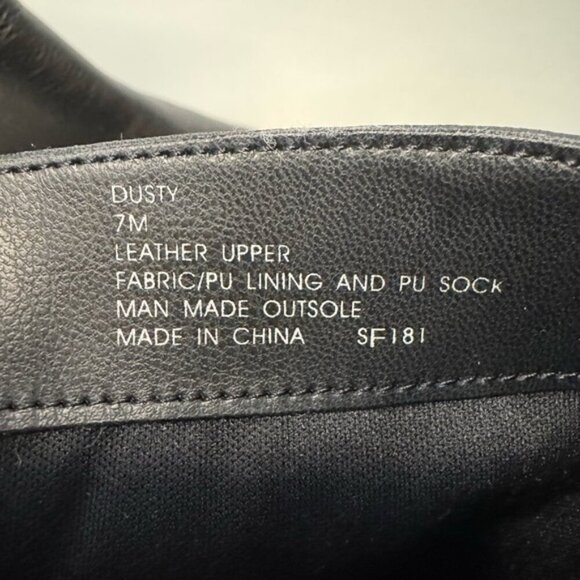 DUSTY
7M
LEATHER UPPER
FABRIC/PU LINING AND PU SOCK
MAN MADE OUTSOLE
MADE IN CHINA SF181